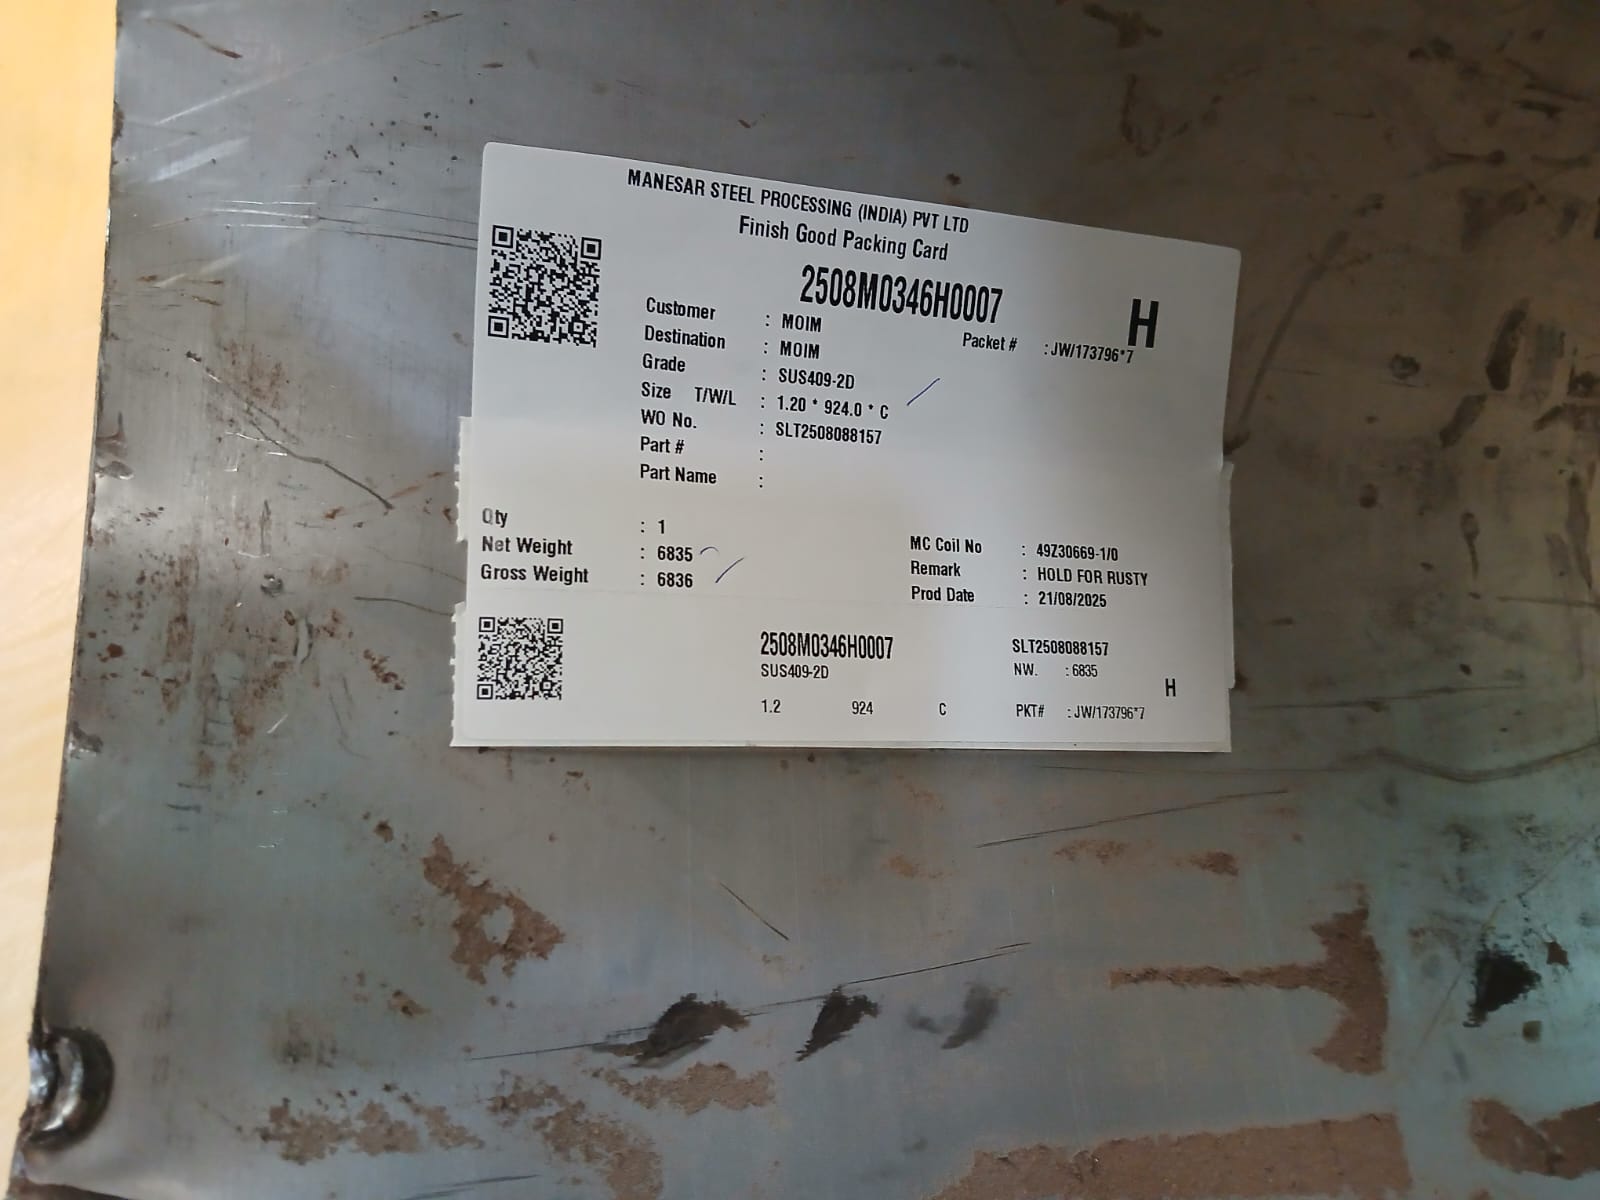 MANESAR STEEL PROCESSING (INDIA) PVT LTD
Finish Good Packing Card
2508M0346H0007
H
Customer : MOIM
Packet # : JW/173796*7
Destination : MOIM
Grade : SUS409-2D
Size T/W/L : 1.20 * 924.0 * C
WO No. : SLT2508088157
Part # :
Part Name :
Qty : 1
MC Coil No : 49Z30669-1/0
Net Weight : 6835
Remark : HOLD FOR RUSTY
Gross Weight : 6836
Prod Date : 21/08/2025
2508M0346H0007 SLT2508088157
SUS409-2D NW. : 6835
H
1.2 924 C PKT# : JW/173796*7